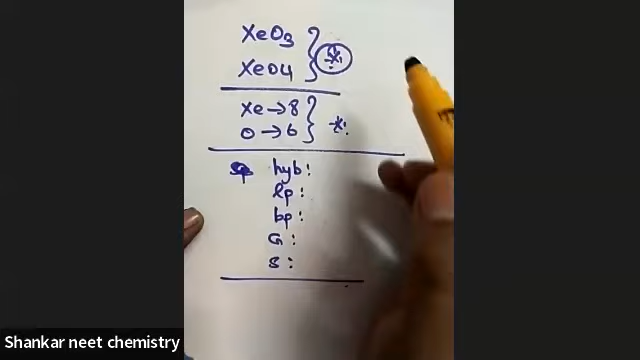 XeO3
XeO4
Xe → 8
O → 6
hyb:
lp:
bp:
G:
S:
Shankar neet chemistry